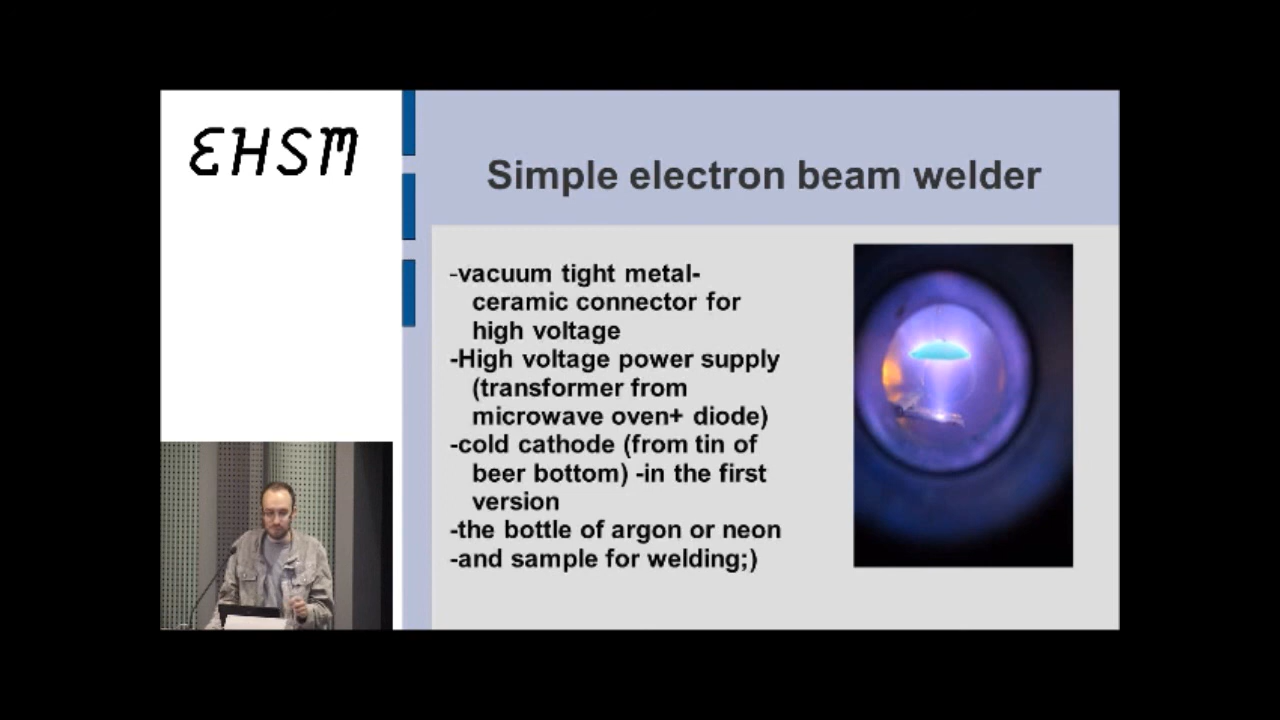 EHSM
Simple electron beam welder
-vacuum tight metal-
ceramic connector for
high voltage
-High voltage power supply
(transformer from
microwave oven+ diode)
-cold cathode (from tin of
beer bottom) -in the first
version
-the bottle of argon or neon
-and sample for welding;)